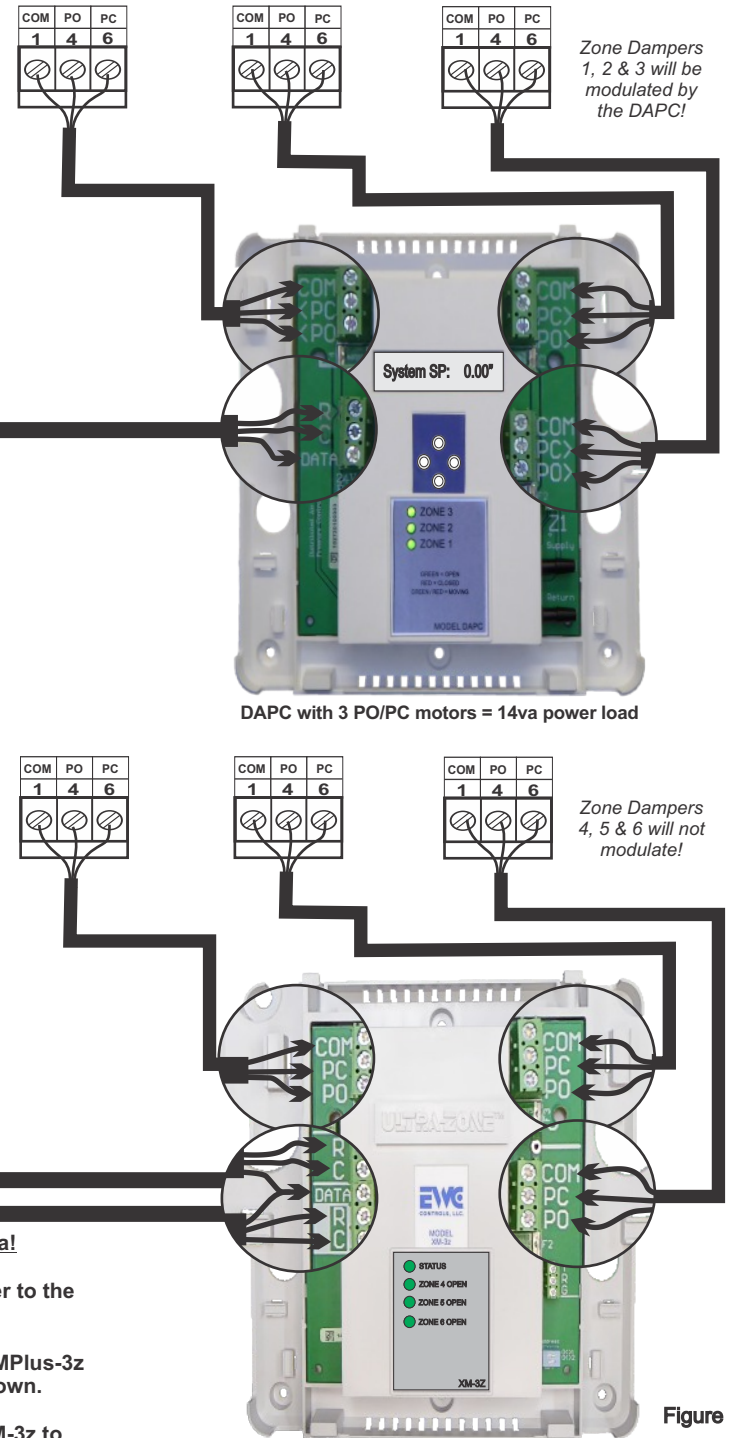 COM PO PC
1 4 6
COM PO PC
1 4 6
COM PO PC
1 4 6
Zone Dampers
1, 2 & 3 will be
modulated by
the DAPC!
COM
<PC
<PO
COM
PC>
PO>
R
C
DATA
COM
PC>
PO>
System SP: 0.00"
ZONE 3
ZONE 2
ZONE 1
GREEN = OPEN
RED = CLOSED
GREEN / RED = MOVING
MODEL DAPC
Z1
Supply
Return
DAPC with 3 PO/PC motors = 14va power load
COM PO PC
1 4 6
COM PO PC
1 4 6
COM PO PC
1 4 6
Zone Dampers
4, 5 & 6 will not
modulate!
COM
PC
PO
COM
PC
PO
ULTRA-ZONE™
R
C
DATA
R
C
COM
PC
PO
EWC
CONTROLS, LLC.
MODEL
XM-3z
F2
R
G
STATUS
ZONE 4 OPEN
ZONE 5 OPEN
ZONE 6 OPEN
XM-3Z
a!
er to the
MPlus-3z
own.
M-3z to
Figure